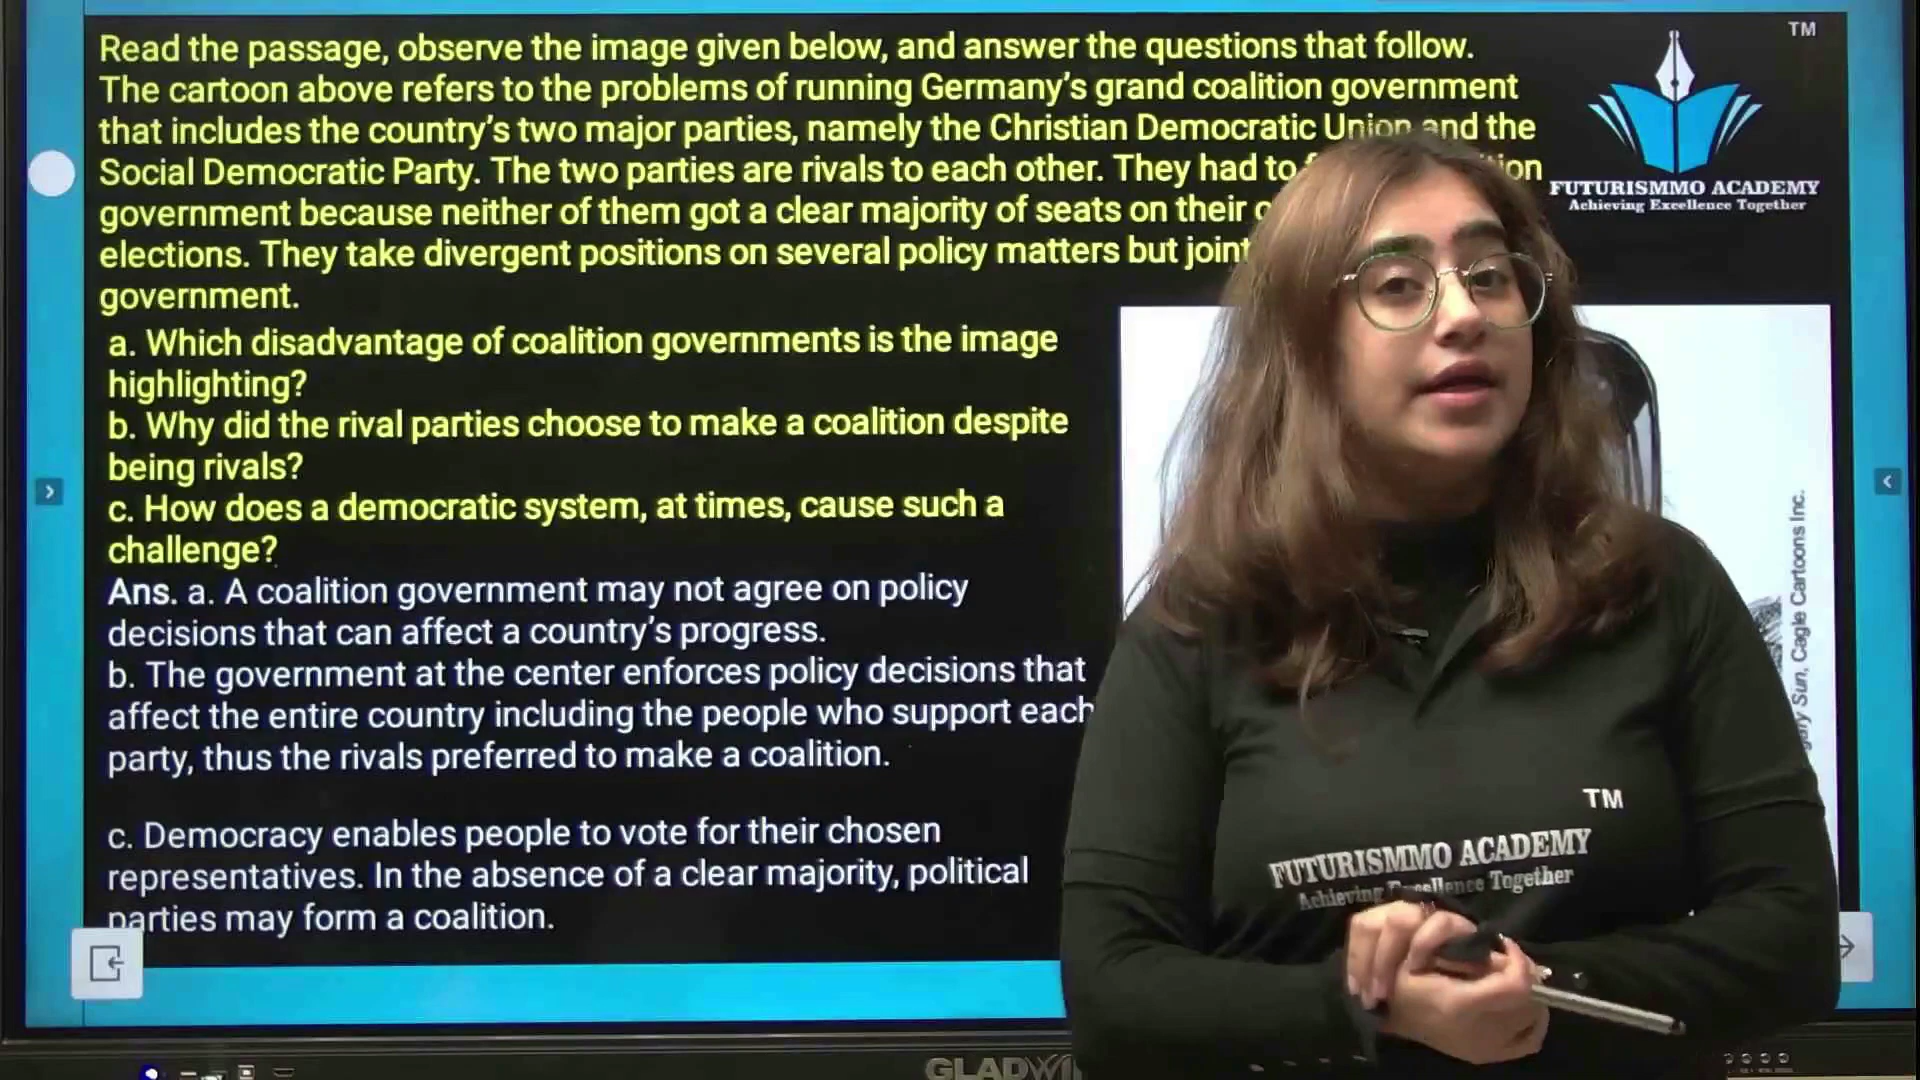 Read the passage, observe the image given below, and answer the questions that follow.
The cartoon above refers to the problems of running Germany's grand coalition government
that includes the country's two major parties, namely the Christian Democratic Union and the
Social Democratic Party. The two parties are rivals to each other. They had to
government because neither of them got a clear majority of seats on their
elections. They take divergent positions on several policy matters but
government.
a. Which disadvantage of coalition governments is the image
highlighting?
b. Why did the rival parties choose to make a coalition despite
being rivals?
c. How does a democratic system, at times, cause such a
challenge?
Ans. a. A coalition government may not agree on policy
decisions that can affect a country's progress.
b. The government at the center enforces policy decisions that
affect the entire country including the people who support each
party, thus the rivals preferred to make a coalition.
c. Democracy enables people to vote for their chosen
representatives. In the absence of a clear majority, political
parties may form a coalition.
TM
FUTURISMMO ACADEMY
Achieving Excellence Together
Sun, Cagle Cartoons Inc.
TM
FUTURISMMO ACADEMY
Achieving Excellence Together